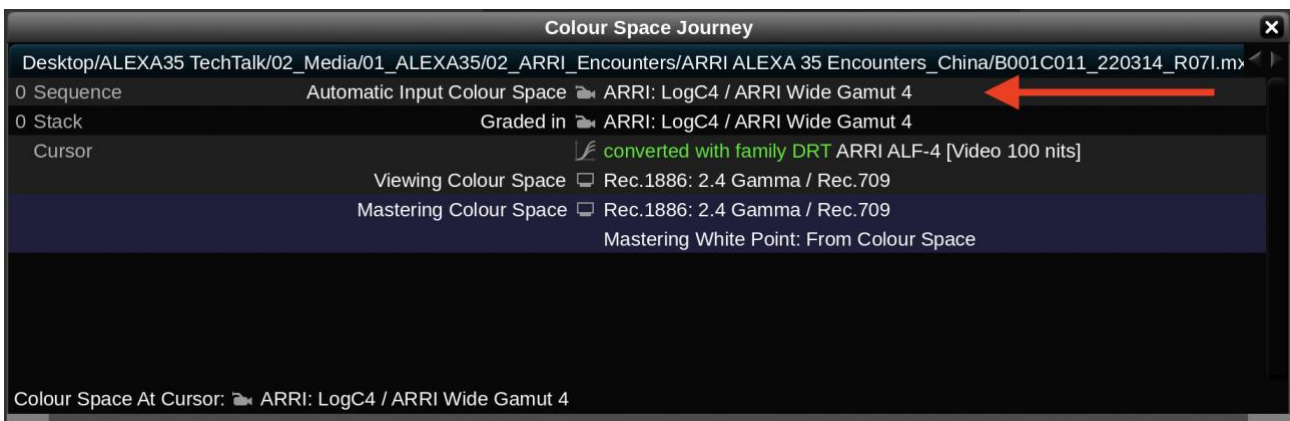 Colour Space Journey
Desktop/ALEXA35 TechTalk/02_Media/01_ALEXA35/02_ARRI_Encounters/ARRI ALEXA 35 Encounters_China/B001C011_220314_R07I.mx
0 Sequence Automatic Input Colour Space ARRI: LogC4 / ARRI Wide Gamut 4
0 Stack Graded in ARRI: LogC4 / ARRI Wide Gamut 4
Cursor converted with family DRT ARRI ALF-4 [Video 100 nits]
Viewing Colour Space Rec.1886: 2.4 Gamma / Rec.709
Mastering Colour Space Rec.1886: 2.4 Gamma / Rec.709
Mastering White Point: From Colour Space
Colour Space At Cursor: ARRI: LogC4 / ARRI Wide Gamut 4